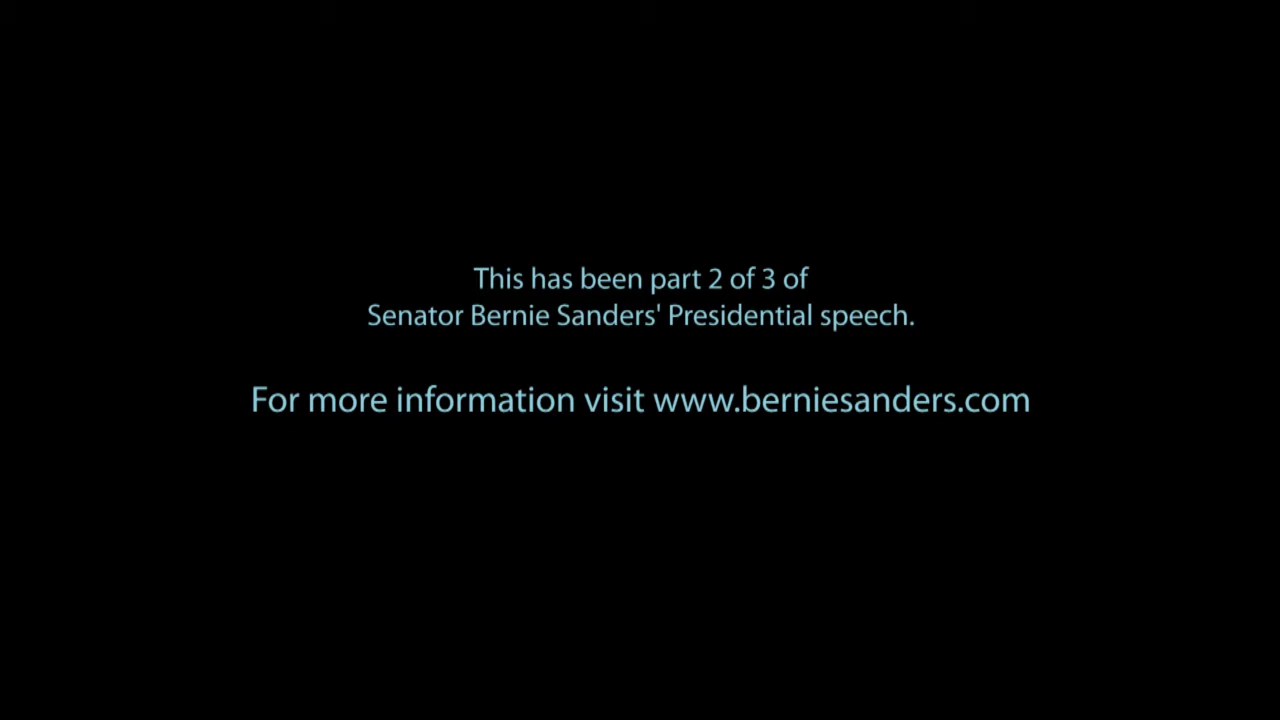 This has been part 2 of 3 of
Senator Bernie Sanders' Presidential speech.
For more information visit www.berniesanders.com